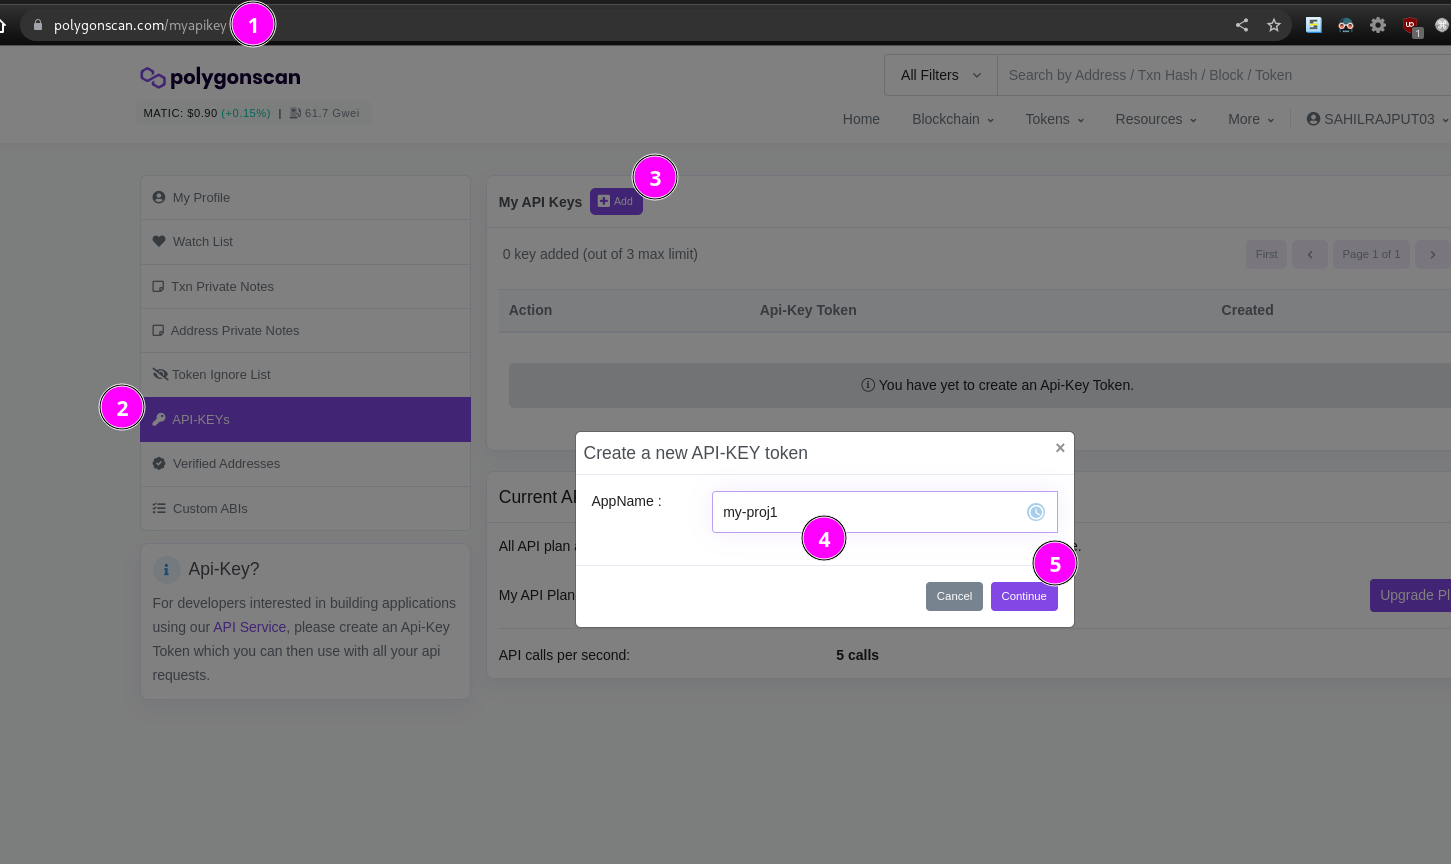 polygonscan.com/myapikey
1
polygonscan
All Filters
Search by Address / Txn Hash / Block / Token
MATIC: $0.90 (+0.15%) | 61.7 Gwei
Home
Blockchain
Tokens
Resources
More
SAHILRAJPUT03
My Profile
Watch List
Txn Private Notes
Address Private Notes
Token Ignore List
2
API-KEYs
Verified Addresses
Custom ABIs
Api-Key?
For developers interested in building applications
using our API Service, please create an Api-Key
Token which you can then use with all your api
requests.
3
My API Keys
Add
0 key added (out of 3 max limit)
First
Page 1 of 1
Action
Api-Key Token
Created
You have yet to create an Api-Key Token.
Create a new API-KEY token
×
AppName :
my-proj1
4
5
Cancel
Continue
Current AP
All API plan
My API Plan
Upgrade Pl
API calls per second:
5 calls
UD
1